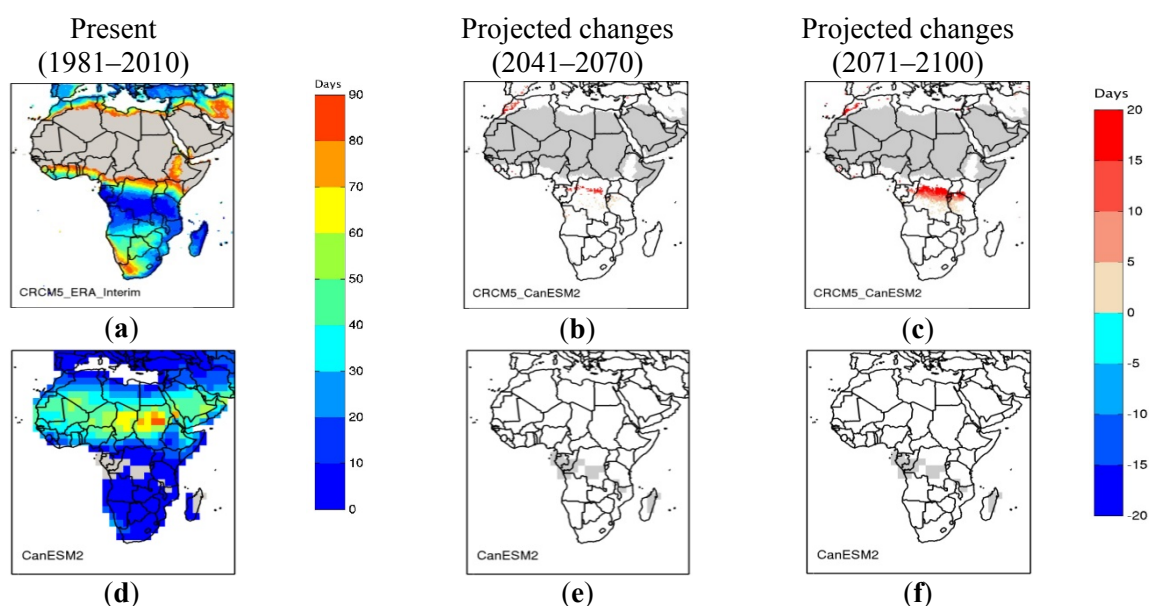 Present
(1981–2010)
Projected changes
(2041–2070)
Projected changes
(2071–2100)
Days
90
80
70
60
50
40
30
20
10
0
Days
20
15
10
5
0
-5
-10
-15
-20
CRCM5_ERA_Interim
CRCM5_CanESM2
CRCM5_CanESM2
(a)
(b)
(c)
CanESM2
CanESM2
CanESM2
(d)
(e)
(f)